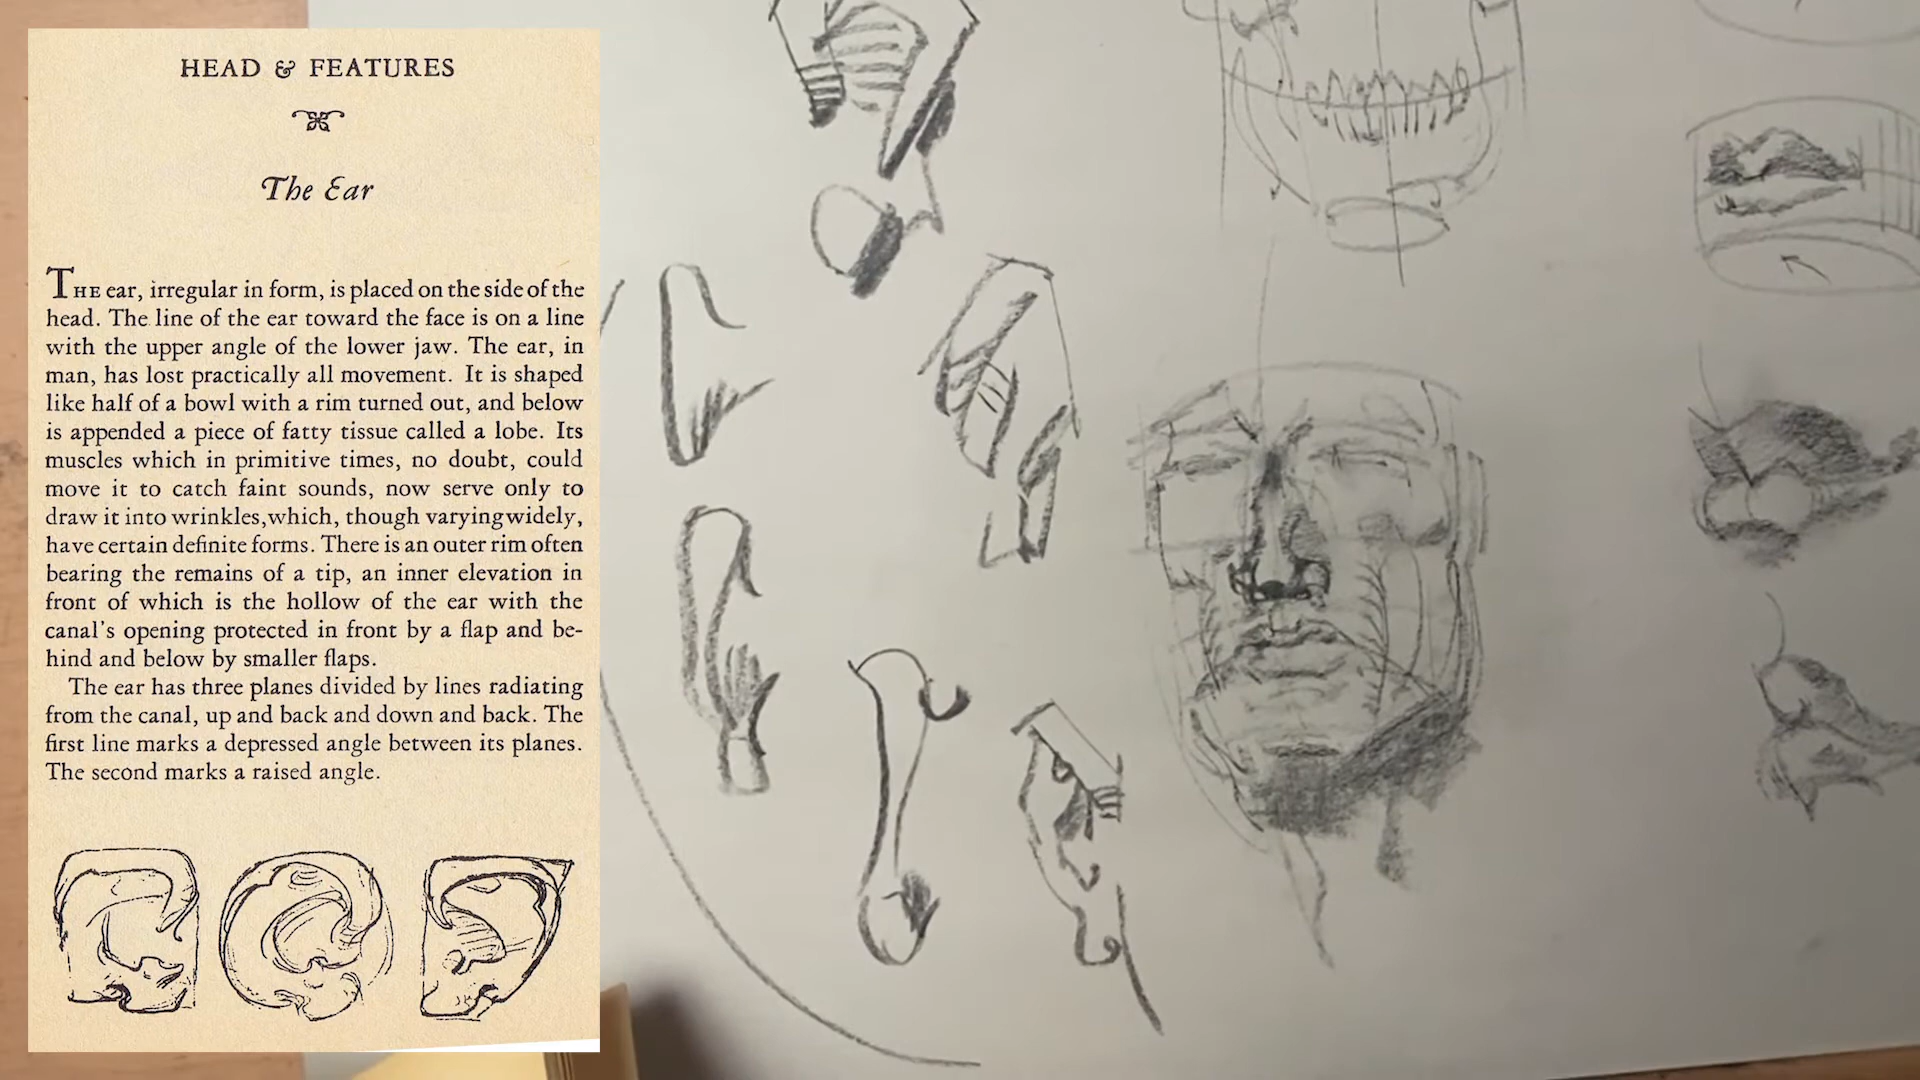 HEAD & FEATURES
The Ear
THE ear, irregular in form, is placed on the side of the
head. The line of the ear toward the face is on a line
with the upper angle of the lower jaw. The ear, in
man, has lost practically all movement. It is shaped
like half of a bowl with a rim turned out, and below
is appended a piece of fatty tissue called a lobe. Its
muscles which in primitive times, no doubt, could
move it to catch faint sounds, now serve only to
draw it into wrinkles, which, though varying widely,
have certain definite forms. There is an outer rim often
bearing the remains of a tip, an inner elevation in
front of which is the hollow of the ear with the
canal's opening protected in front by a flap and be-
hind and below by smaller flaps.
The ear has three planes divided by lines radiating
from the canal, up and back and down and back. The
first line marks a depressed angle between its planes.
The second marks a raised angle.